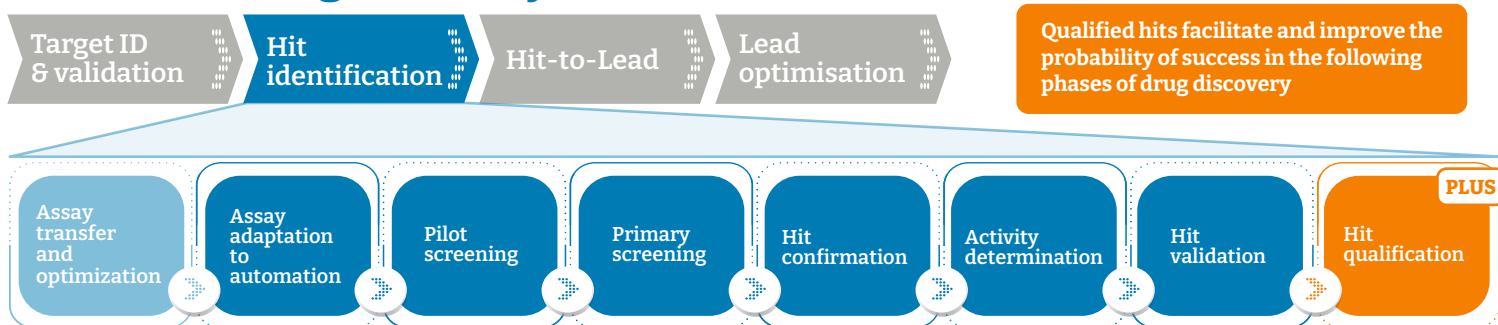 Target ID
& validation
Hit
identification
Hit-to-Lead
Lead
optimisation
Qualified hits facilitate and improve the
probability of success in the following
phases of drug discovery
Assay
transfer
and
optimization
Assay
adaptation
to
automation
Pilot
screening
Primary
screening
Hit
confirmation
Activity
determination
Hit
validation
PLUS
Hit
qualification